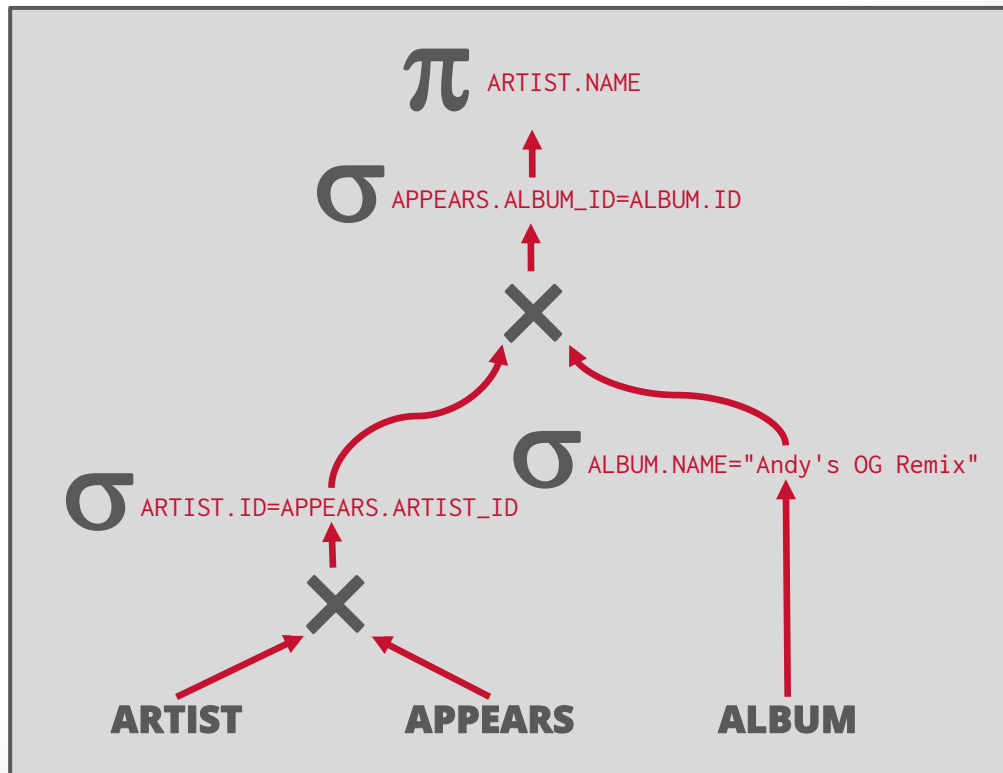 π ARTIST.NAME
σ APPEARS.ALBUM_ID=ALBUM.ID
×
σ ALBUM.NAME="Andy's OG Remix"
σ ARTIST.ID=APPEARS.ARTIST_ID
×
ARTIST APPEARS ALBUM